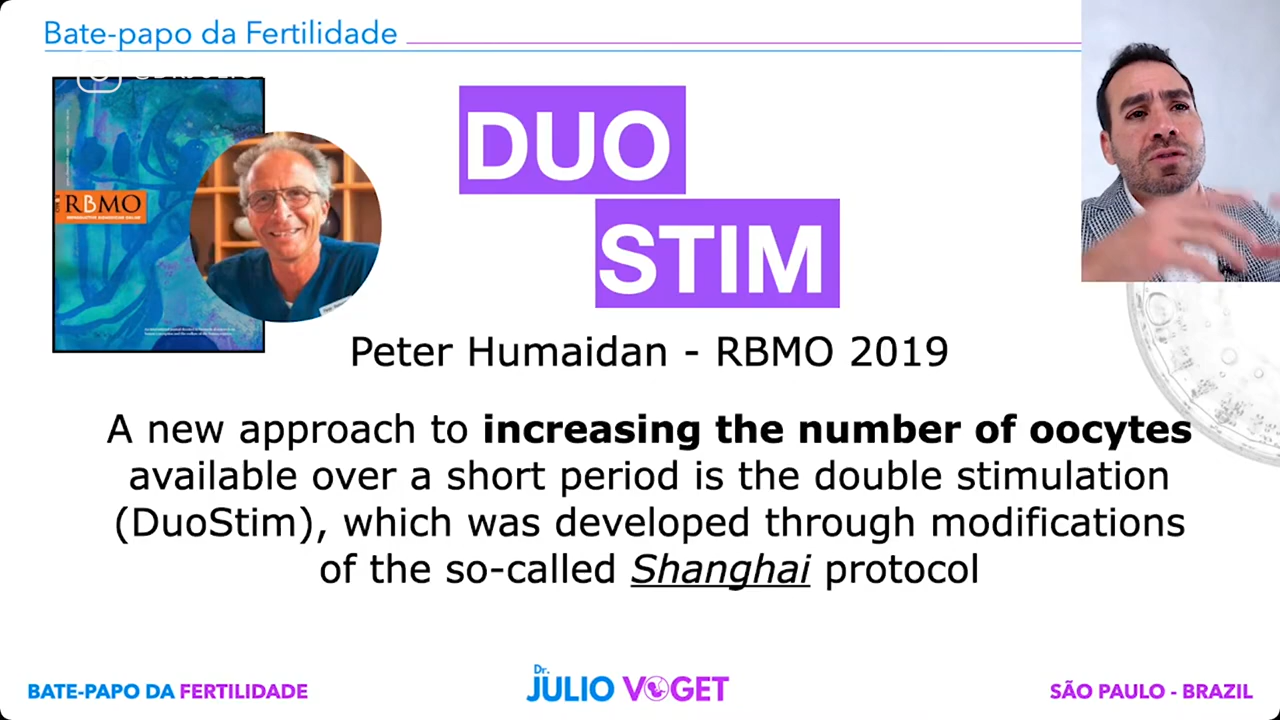 Bate-papo da Fertilidade
RBMO
DUO
STIM
Peter Humaidan - RBMO 2019
A new approach to increasing the number of oocytes
available over a short period is the double stimulation
(DuoStim), which was developed through modifications
of the so-called Shanghai protocol
BATE-PAPO DA FERTILIDADE
Dr.
JULIO VOGET
SÃO PAULO - BRAZIL